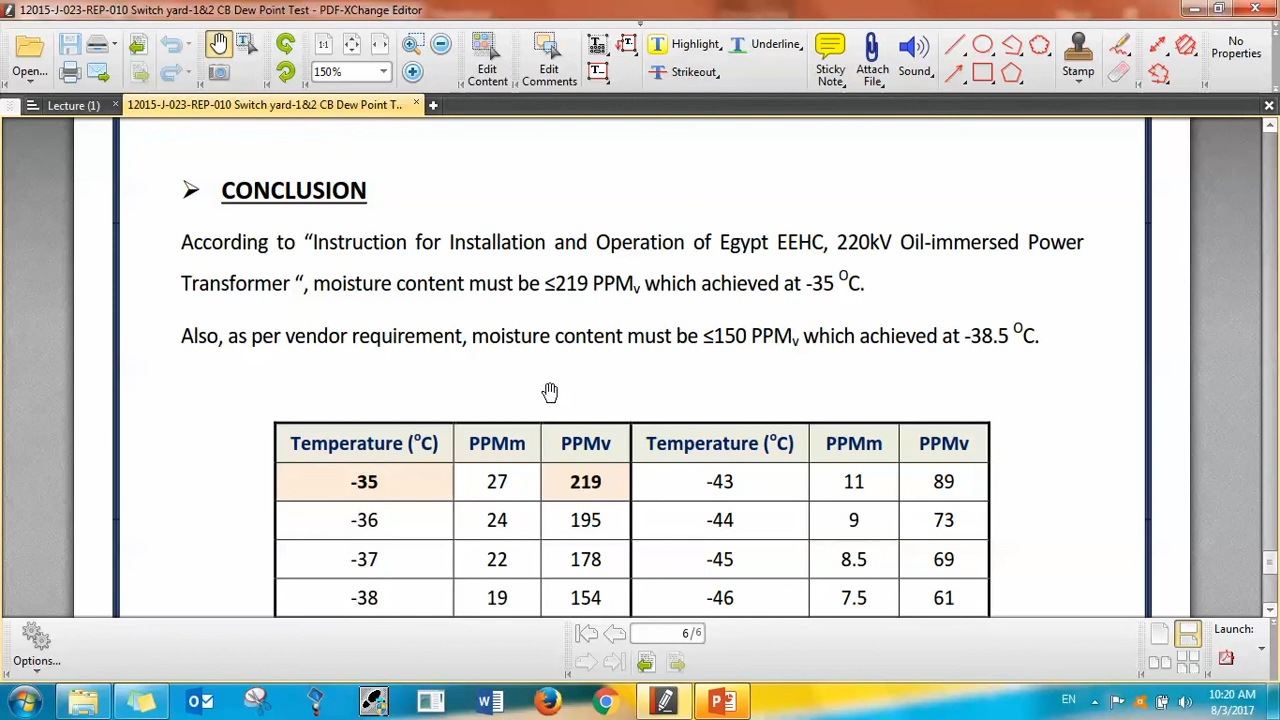 12015-J-023-REP-010 Switch yard-1&2 CB Dew Point Test - PDF-XChange Editor
Open...
150%
Edit Content
Edit Comments
Highlight
Underline
Strikeout
Sticky Note
Attach File
Sound
Stamp
No Properties
Lecture (1)
12015-J-023-REP-010 Switch yard-1&2 CB Dew Point T..
➢ CONCLUSION
According to “Instruction for Installation and Operation of Egypt EEHC, 220kV Oil-immersed Power
Transformer “, moisture content must be ≤219 PPMv which achieved at -35 OC.
Also, as per vendor requirement, moisture content must be ≤150 PPMv which achieved at -38.5 OC.
Temperature (oC) PPMm PPMv Temperature (oC) PPMm PPMv
-35 27 219 -43 11 89
-36 24 195 -44 9 73
-37 22 178 -45 8.5 69
-38 19 154 -46 7.5 61
Options...
6/6
Launch:
EN
10:20 AM
8/3/2017